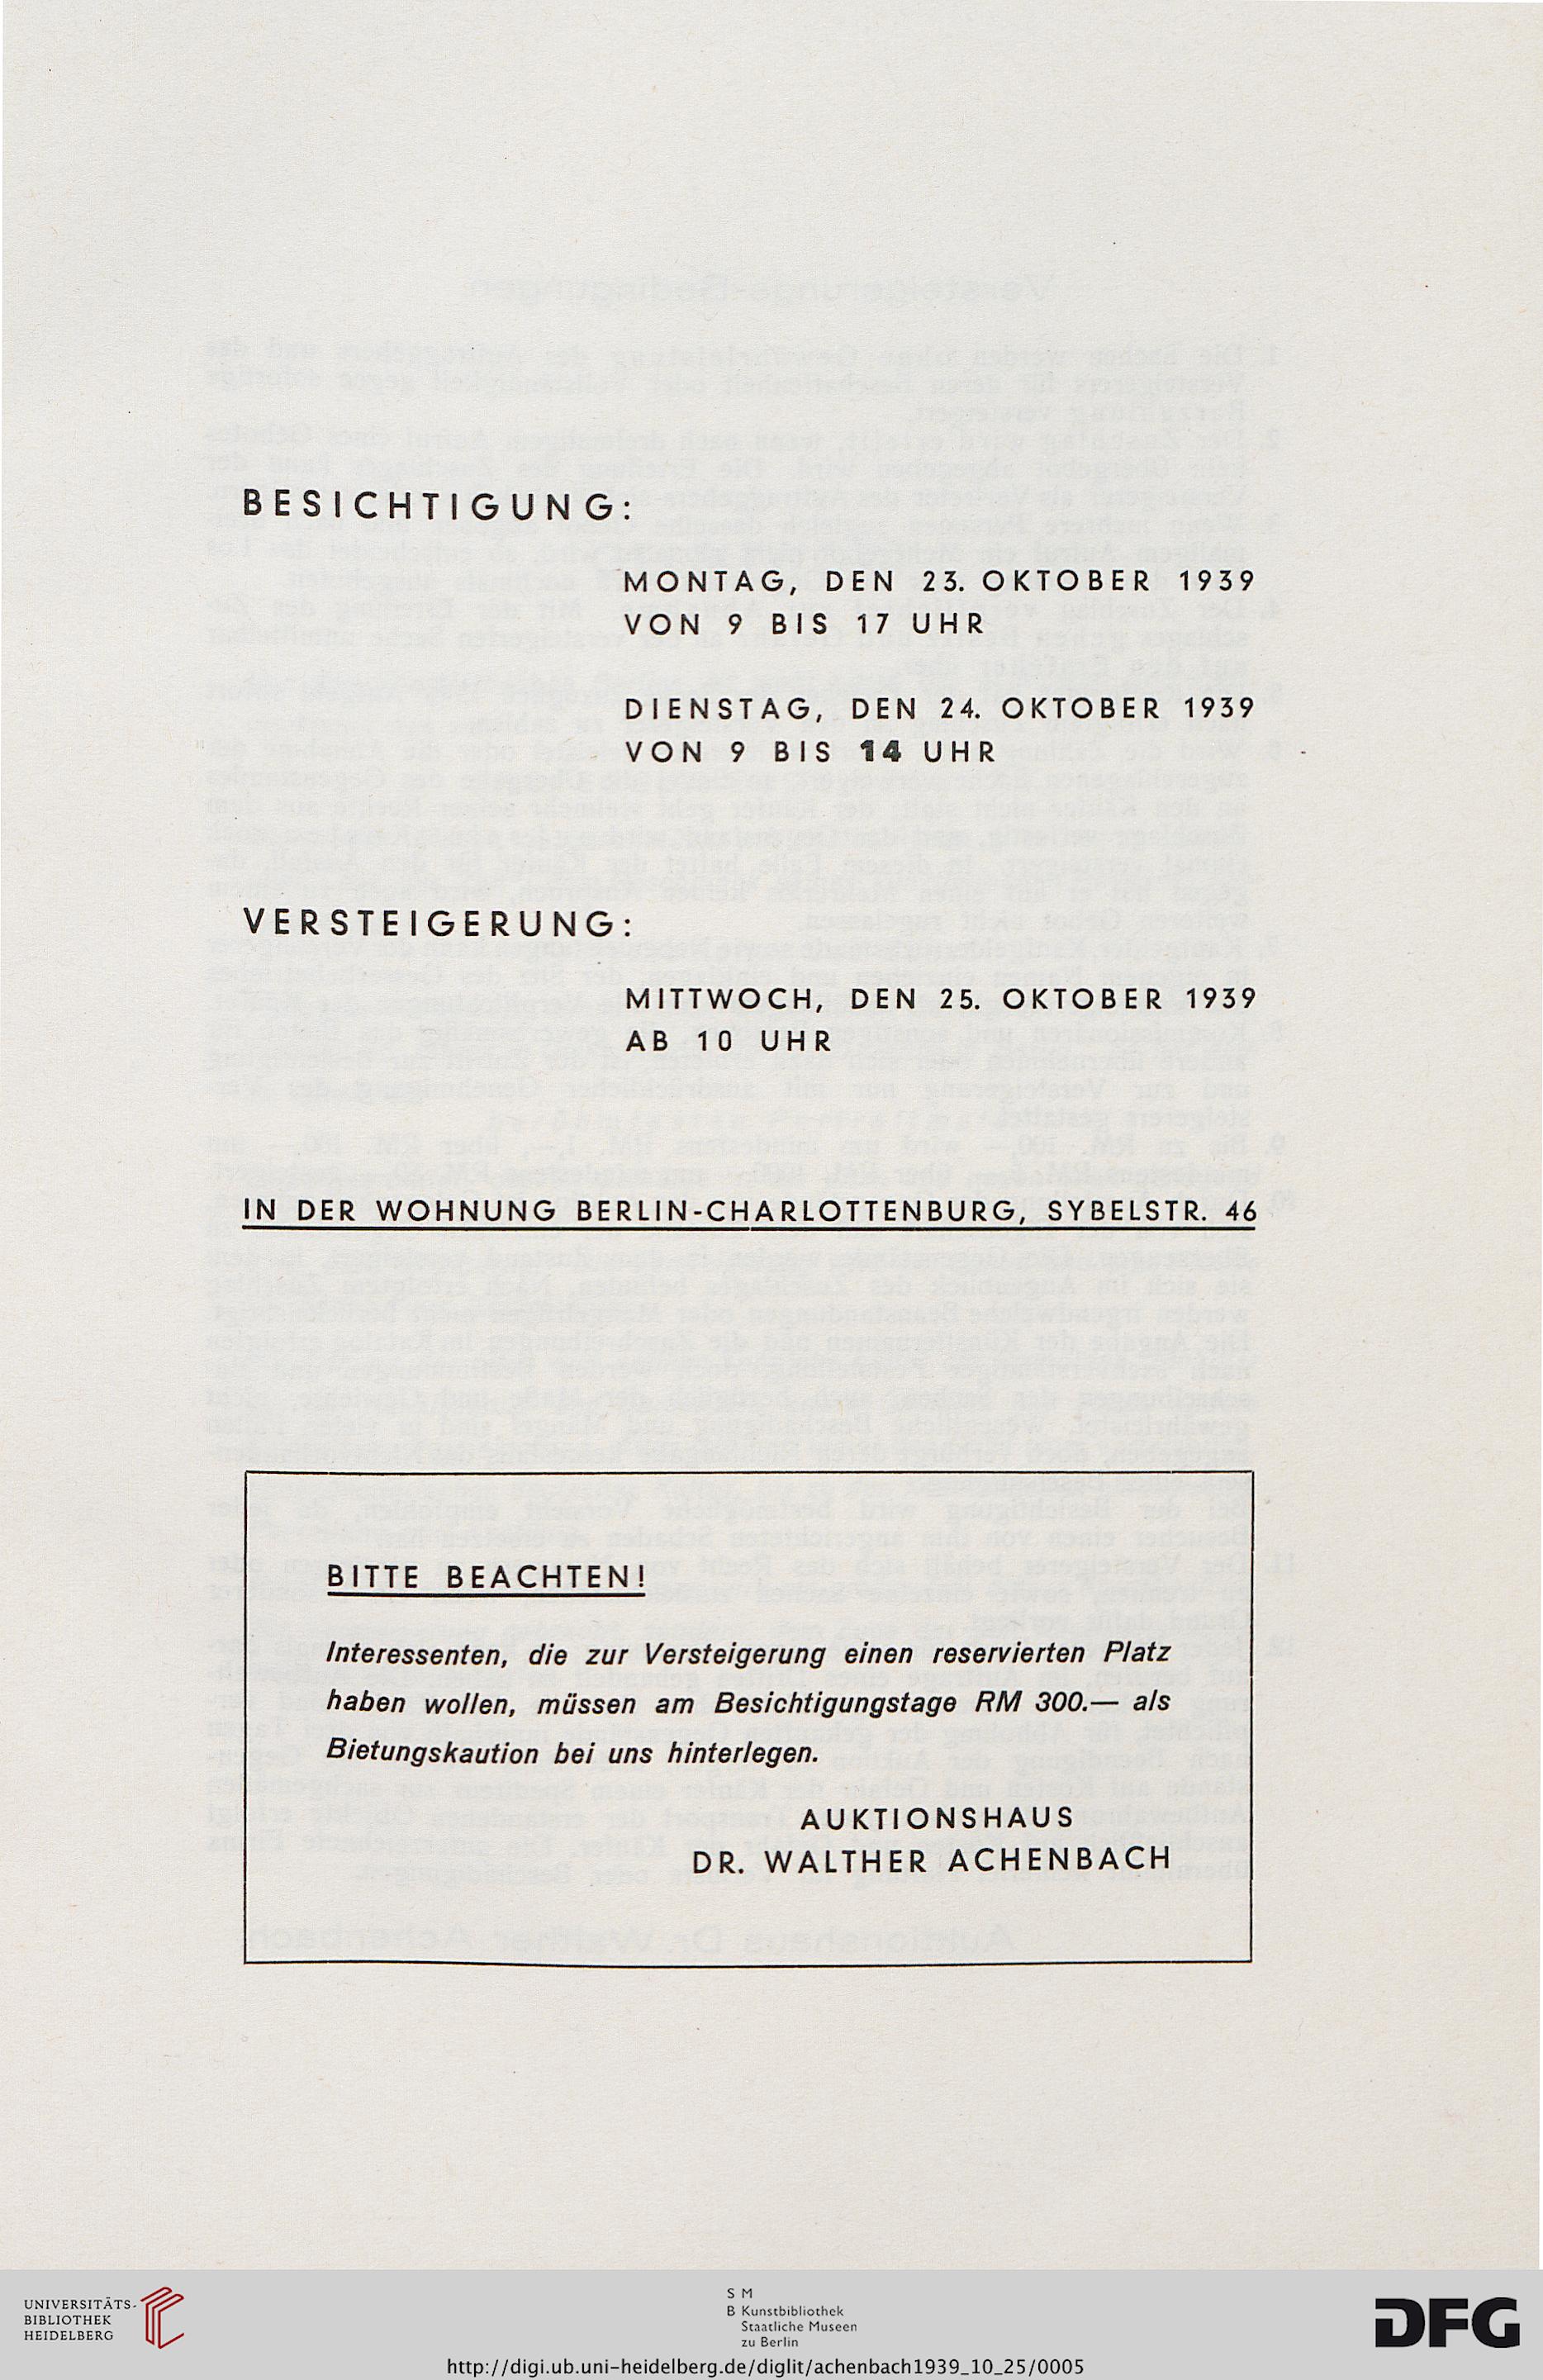 BESICHTIGUNG:
MONTAG, DEN 23. OKTOBER 1939
VON 9 BIS 17 UHR
DIENSTAG, DEN 24. OKTOBER 1939
VON 9 BIS 14 UHR
VERSTEIGERUNG:
MITTWOCH, DEN 25. OKTOBER 1939
AB 10 UHR
IN DER WOHNUNG BERLIN-CHARLOTTENBURG, SYBELSTR. 46
BITTE BEACHTEN!
Interessenten, die zur Versteigerung einen reservierten Platz
haben wollen, müssen am Besichtigungstage RM 300.— als
Bietungskaution bei uns hinterlegen.
AUKTIONSHAUS
DR. WALTHER ACHENBACH
UNIVERSITÄTS-
BIBLIOTHEK
HEIDELBERG
S M
B Kunstbibliothek
Staatliche Museen
zu Berlin
DFG
http://digi.ub.uni-heidelberg.de/diglit/achenbach1939_10_25/0005